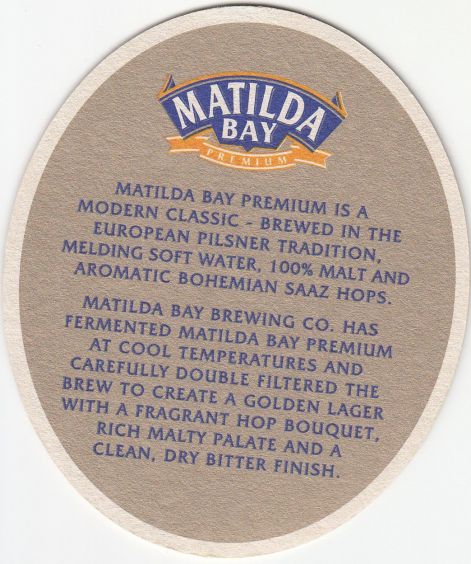 MATILDA
BAY
PREMIUM
MATILDA BAY PREMIUM IS A
MODERN CLASSIC - BREWED IN THE
EUROPEAN PILSNER TRADITION,
MELDING SOFT WATER, 100% MALT AND
AROMATIC BOHEMIAN SAAZ HOPS.
MATILDA BAY BREWING CO. HAS
FERMENTED MATILDA BAY PREMIUM
AT COOL TEMPERATURES AND
CAREFULLY DOUBLE FILTERED THE
BREW TO CREATE A GOLDEN LAGER
WITH A FRAGRANT HOP BOUQUET,
RICH MALTY PALATE AND A
CLEAN, DRY BITTER FINISH.